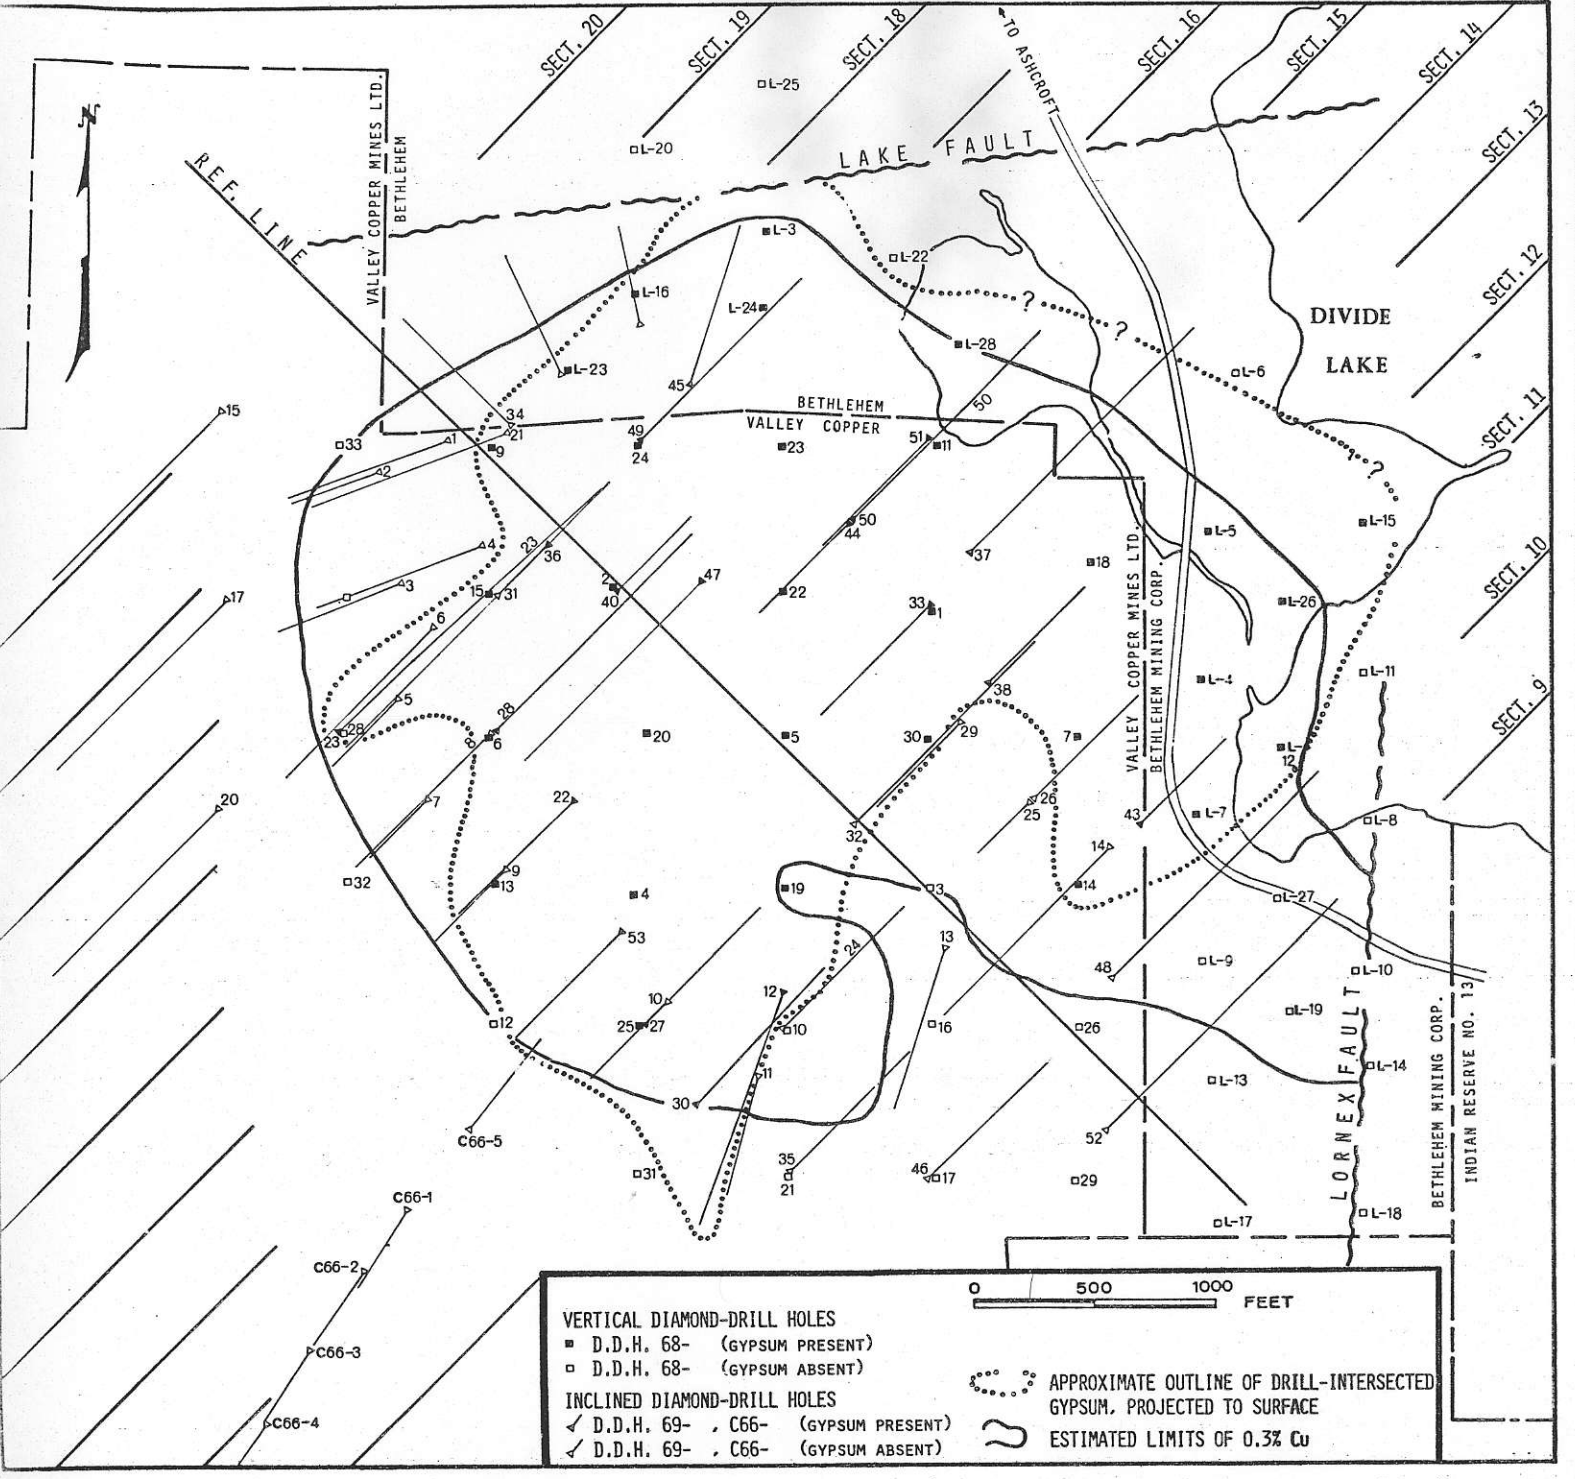 SECT. 20
SECT. 19
SECT. 18
TO ASHCROFT
SECT. 16
SECT. 15
SECT. 14
SECT. 13
SECT. 12
SECT. 11
SECT. 10
SECT. 9
N
REF. LINE
VALLEY COPPER MINES LTD.
BETHLEHEM
LAKE FAULT
L-25
L-20
L-3
L-22
L-16
L-24
L-23
L-28
?
?
DIVIDE
LAKE
L-6
45
50
BETHLEHEM
VALLEY COPPER
15
33
1
2
34
21
9
49
24
23
51
11
?
L-15
L-5
4
23
36
50
44
37
18
3
15
31
2
40
47
22
33
1
L-26
17
6
5
38
L-4
L-11
VALLEY COPPER MINES LTD.
BETHLEHEM MINING CORP.
28
23
28
8
6
20
5
30
29
7
L-
12
20
7
22
32
26
25
43
L-7
L-8
14
32
9
13
4
19
3
14
L-27
53
24
13
48
L-9
L-10
12
10
25
27
12
10
16
26
L-19
11
L-13
L-14
30
C66-5
52
31
35
21
46
17
29
L-17
L-18
LORNEX FAULT
BETHLEHEM MINING CORP.
INDIAN RESERVE NO. 13
C66-1
C66-2
C66-3
C66-4
VERTICAL DIAMOND-DRILL HOLES
D.D.H. 68- (GYPSUM PRESENT)
D.D.H. 68- (GYPSUM ABSENT)
INCLINED DIAMOND-DRILL HOLES
D.D.H. 69- , C66- (GYPSUM PRESENT)
D.D.H. 69- , C66- (GYPSUM ABSENT)
0 500 1000
FEET
APPROXIMATE OUTLINE OF DRILL-INTERSECTED
GYPSUM, PROJECTED TO SURFACE
ESTIMATED LIMITS OF 0.3% Cu